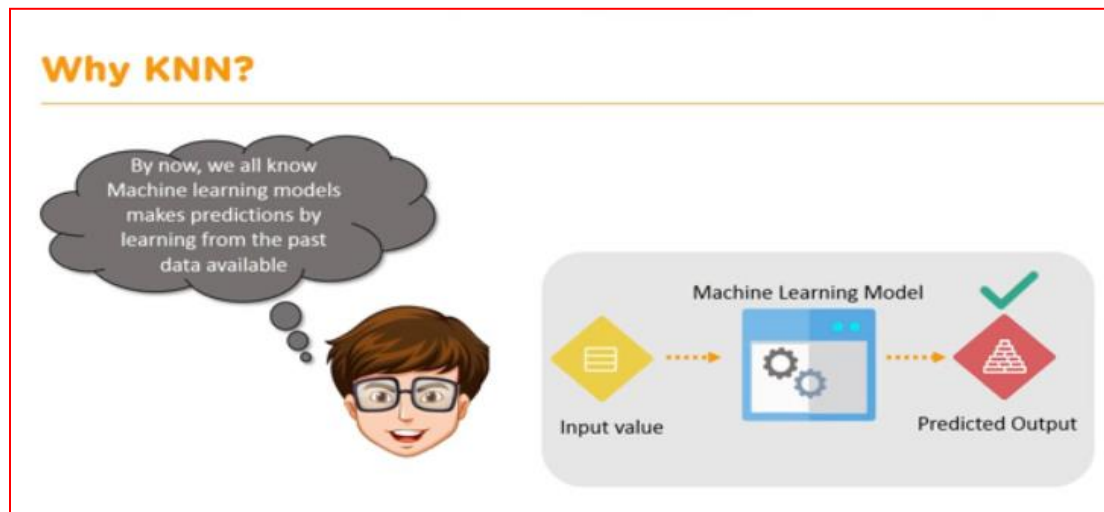 Why KNN?
By now, we all know
Machine learning models
makes predictions by
learning from the past
data available
Machine Learning Model
Input value
Predicted Output